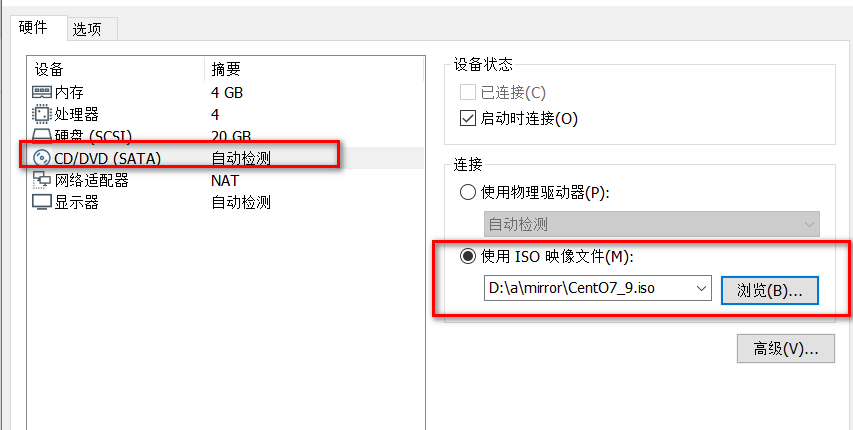 硬件 选项
设备 摘要
内存 4 GB
处理器 4
硬盘 (SCSI) 20 GB
CD/DVD (SATA) 自动检测
网络适配器 NAT
显示器 自动检测
设备状态
已连接(C)
启动时连接(O)
连接
使用物理驱动器(P):
自动检测
使用 ISO 映像文件(M):
D:\a\mirror\CentO7_9.iso 浏览(B)...
高级(V)...